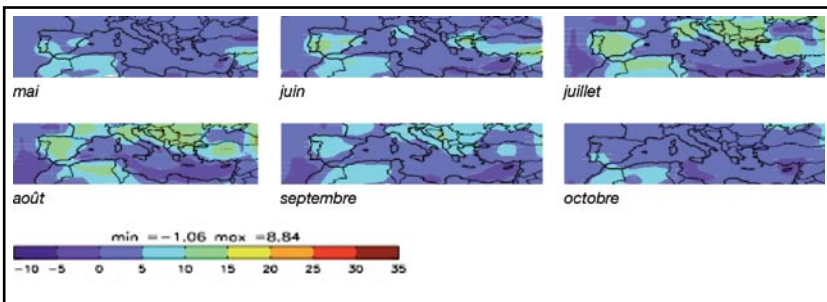 mai
juin
juillet
août
septembre
octobre
min =-1.06 max =8.84
-10 -5 0 5 10 15 20 25 30 35